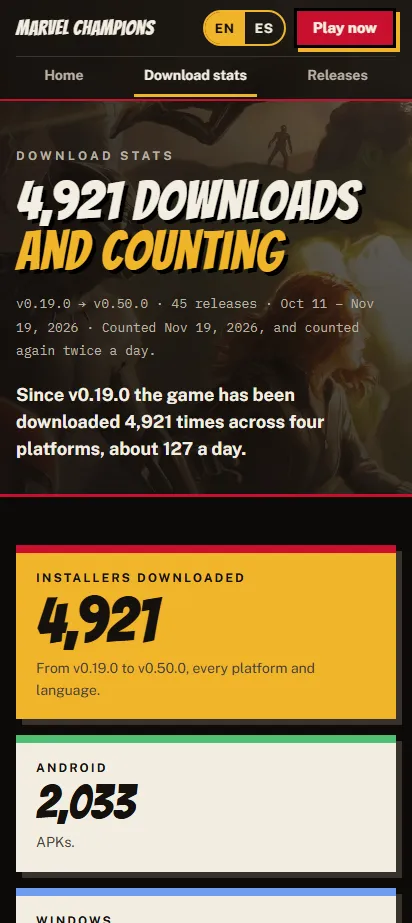 MARVEL CHAMPIONS
EN ES
Play now
Home Download stats Releases
DOWNLOAD STATS
4,921 DOWNLOADS
AND COUNTING
v0.19.0 → v0.50.0 · 45 releases · Oct 11 – Nov
19, 2026 · Counted Nov 19, 2026, and counted
again twice a day.
Since v0.19.0 the game has been
downloaded 4,921 times across four
platforms, about 127 a day.
INSTALLERS DOWNLOADED
4,921
From v0.19.0 to v0.50.0, every platform and
language.
ANDROID
2,033
APKs.
WINDOWS